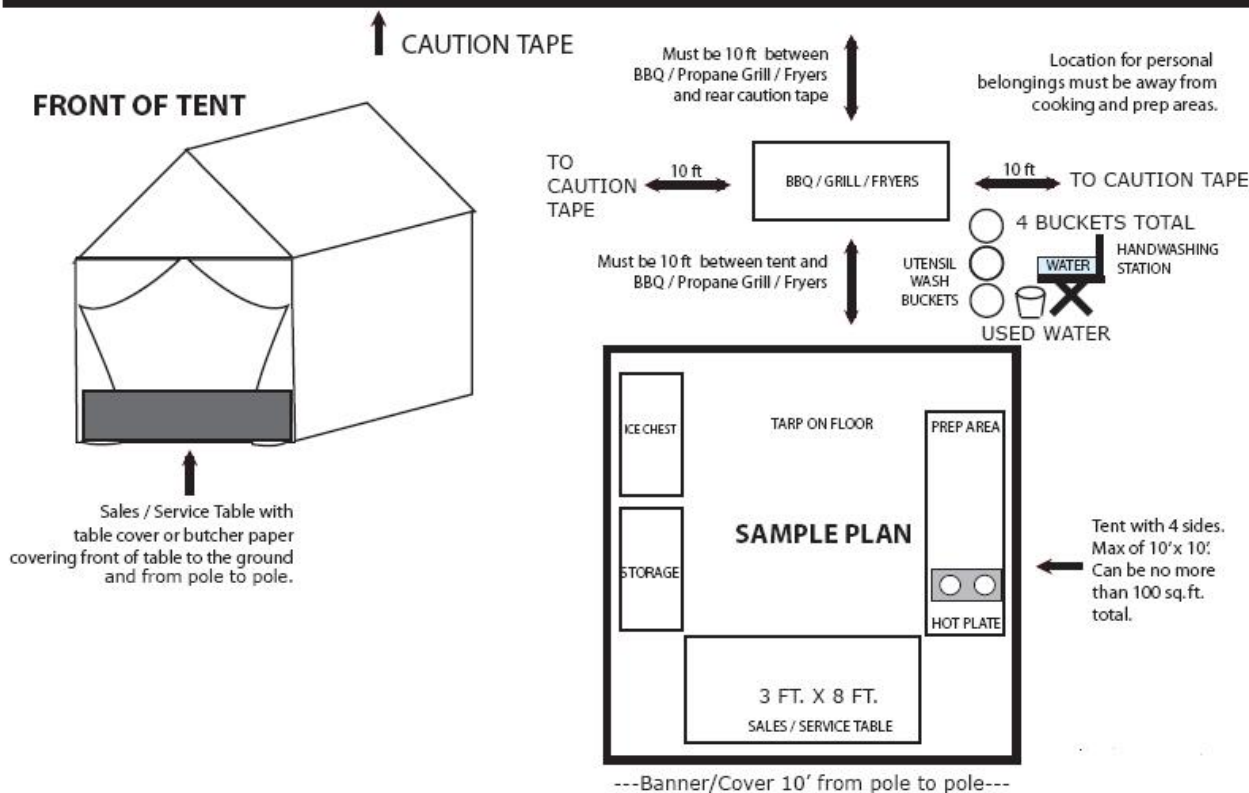 CAUTION TAPE
FRONT OF TENT
Must be 10 ft between
BBQ / Propane Grill / Fryers
and rear caution tape
Location for personal
belongings must be away from
cooking and prep areas.
TO
CAUTION
TAPE
10 ft
BBQ / GRILL / FRYERS
10 ft
TO CAUTION TAPE
4 BUCKETS TOTAL
Must be 10 ft between tent and
BBQ / Propane Grill / Fryers
UTENSIL
WASH
BUCKETS
WATER
HANDWASHING
STATION
USED WATER
ICE CHEST
TARP ON FLOOR
PREP AREA
Sales / Service Table with
table cover or butcher paper
covering front of table to the ground
and from pole to pole.
SAMPLE PLAN
STORAGE
HOT PLATE
Tent with 4 sides.
Max of 10' x 10'.
Can be no more
than 100 sq. ft.
total.
3 FT. X 8 FT.
SALES / SERVICE TABLE
---Banner/Cover 10' from pole to pole---